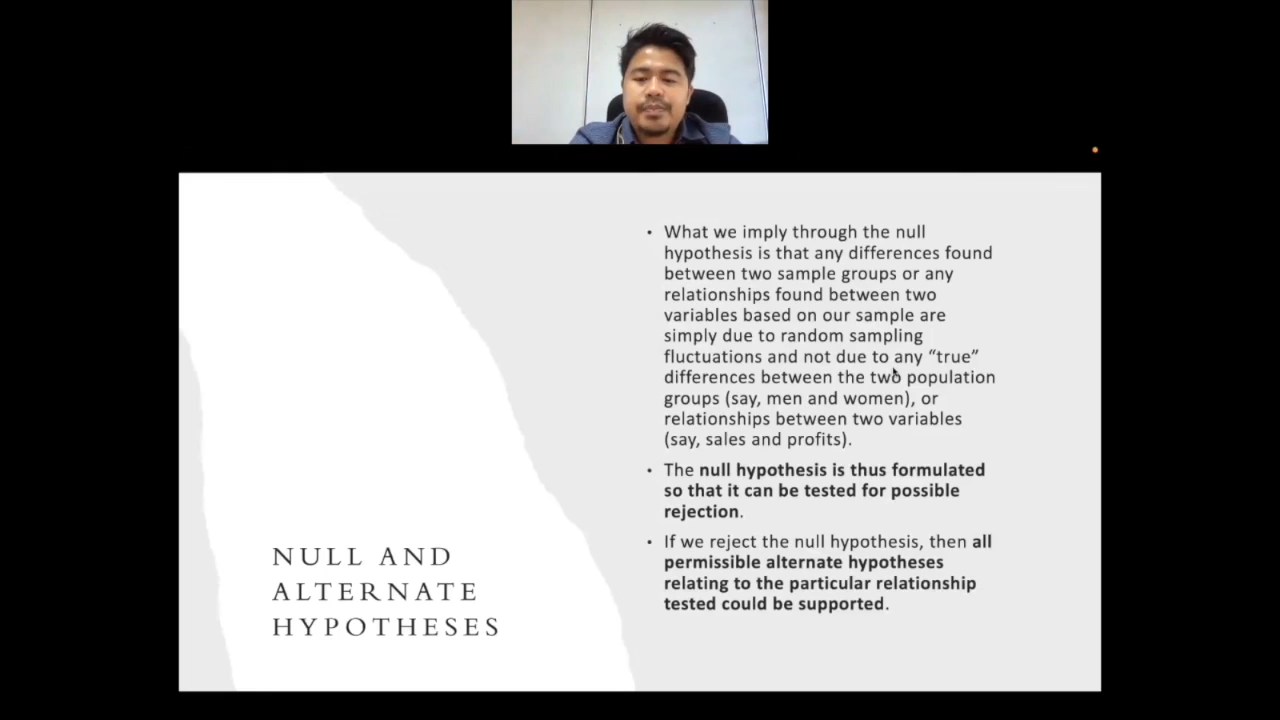 NULL AND
ALTERNATE
HYPOTHESES
• What we imply through the null
hypothesis is that any differences found
between two sample groups or any
relationships found between two
variables based on our sample are
simply due to random sampling
fluctuations and not due to any “true”
differences between the two population
groups (say, men and women), or
relationships between two variables
(say, sales and profits).
• The null hypothesis is thus formulated
so that it can be tested for possible
rejection.
• If we reject the null hypothesis, then all
permissible alternate hypotheses
relating to the particular relationship
tested could be supported.